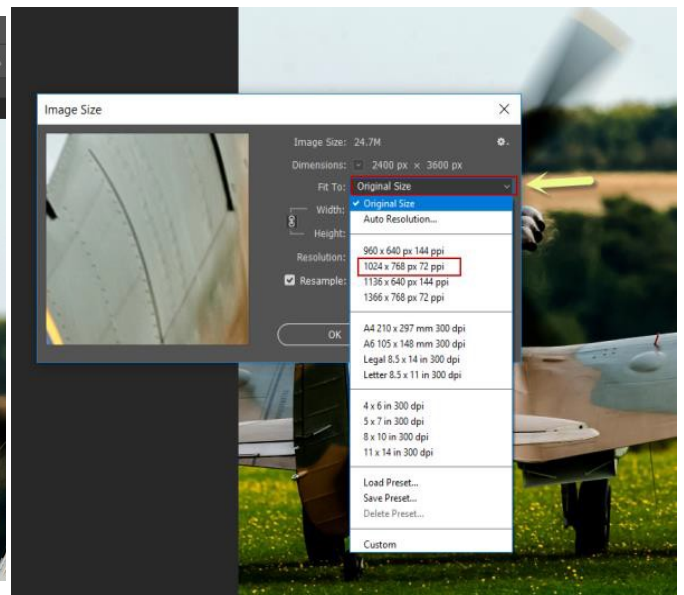 Image Size
Image Size: 24.7M
Dimensions: 2400 px × 3600 px
Fit To: Original Size
Width:
Height:
Resolution:
Resample:
OK
Original Size
Auto Resolution...
960 x 640 px 144 ppi
1024 x 768 px 72 ppi
1136 x 640 px 144 ppi
1366 x 768 px 72 ppi
A4 210 x 297 mm 300 dpi
A6 105 x 148 mm 300 dpi
Legal 8.5 x 14 in 300 dpi
Letter 8.5 x 11 in 300 dpi
4 x 6 in 300 dpi
5 x 7 in 300 dpi
8 x 10 in 300 dpi
11 x 14 in 300 dpi
Load Preset...
Save Preset...
Delete Preset...
Custom